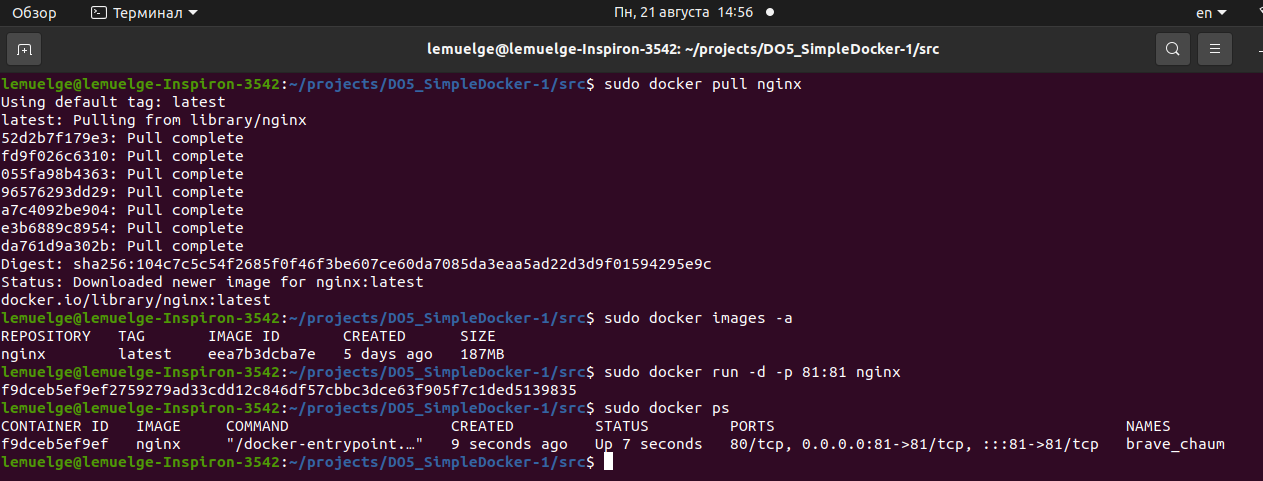 Обзор Терминал Пн, 21 августа 14:56 en
lemuelge@lemuelge-Inspiron-3542: ~/projects/DO5_SimpleDocker-1/src
lemuelge@lemuelge-Inspiron-3542:~/projects/DO5_SimpleDocker-1/src$ sudo docker pull nginx
Using default tag: latest
latest: Pulling from library/nginx
52d2b7f179e3: Pull complete
fd9f026c6310: Pull complete
055fa98b4363: Pull complete
96576293dd29: Pull complete
a7c4092be904: Pull complete
e3b6889c8954: Pull complete
da761d9a302b: Pull complete
Digest: sha256:104c7c5c54f2685f0f46f3be607ce60da7085da3eaa5ad22d3d9f01594295e9c
Status: Downloaded newer image for nginx:latest
docker.io/library/nginx:latest
lemuelge@lemuelge-Inspiron-3542:~/projects/DO5_SimpleDocker-1/src$ sudo docker images -a
REPOSITORY TAG IMAGE ID CREATED SIZE
nginx latest eea7b3dcba7e 5 days ago 187MB
lemuelge@lemuelge-Inspiron-3542:~/projects/DO5_SimpleDocker-1/src$ sudo docker run -d -p 81:81 nginx
f9dceb5ef9ef2759279ad33cdd12c846df57cbbc3dce63f905f7c1ded5139835
lemuelge@lemuelge-Inspiron-3542:~/projects/DO5_SimpleDocker-1/src$ sudo docker ps
CONTAINER ID IMAGE COMMAND CREATED STATUS PORTS NAMES
f9dceb5ef9ef nginx "/docker-entrypoint.…" 9 seconds ago Up 7 seconds 80/tcp, 0.0.0.0:81->81/tcp, :::81->81/tcp brave_chaum
lemuelge@lemuelge-Inspiron-3542:~/projects/DO5_SimpleDocker-1/src$